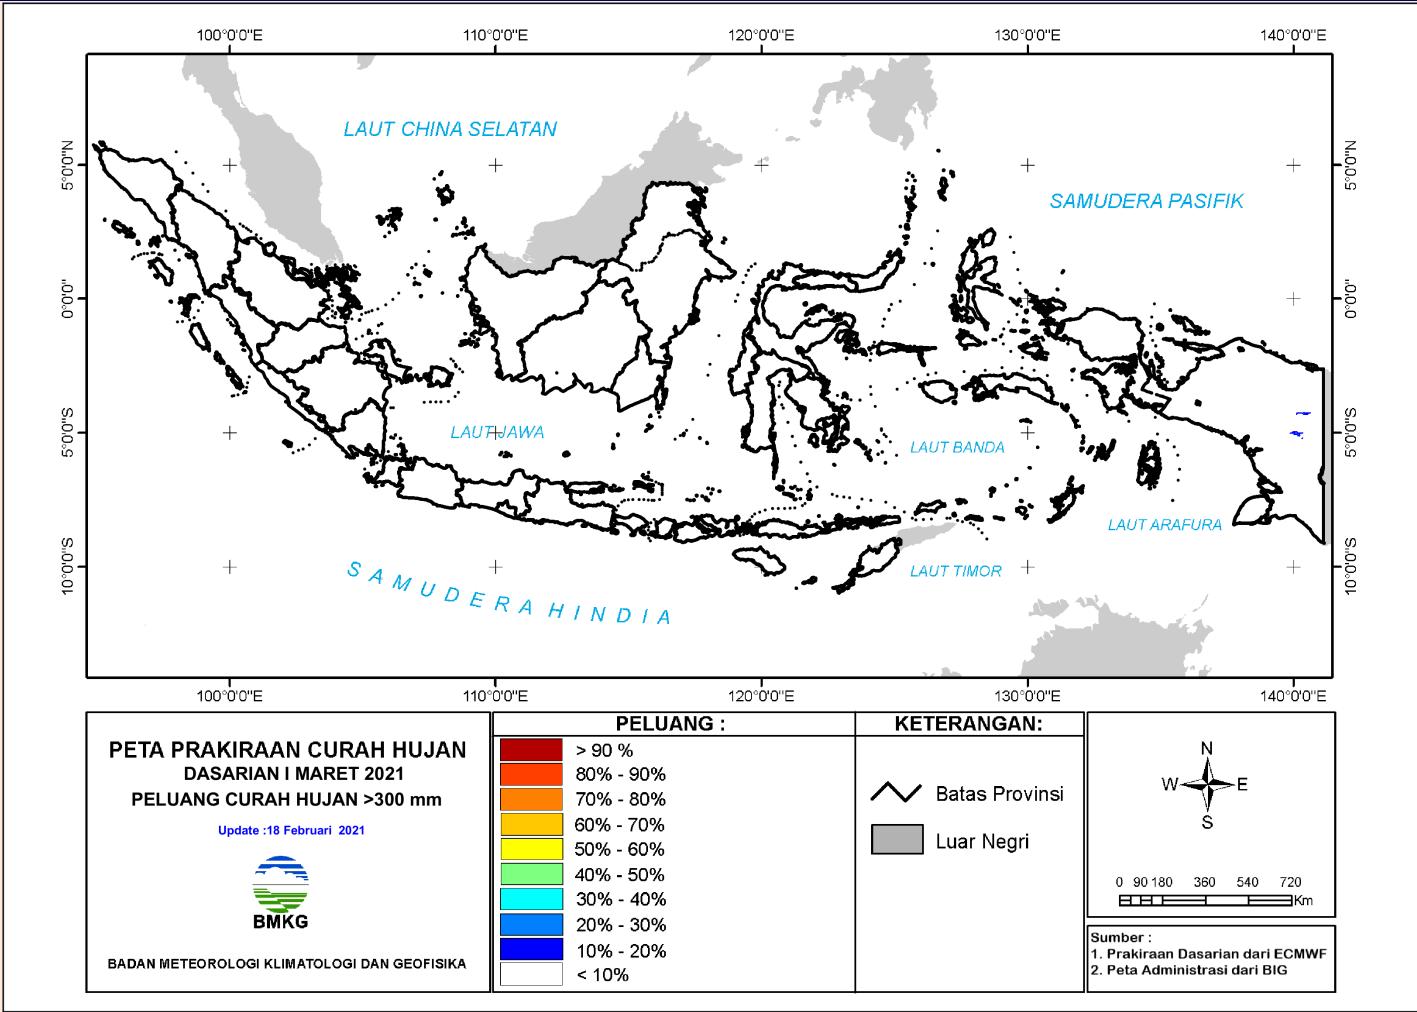 100°0'0"E 110°0'0"E 120°0'0"E 130°0'0"E 140°0'0"E
LAUT CHINA SELATAN
5°0'0"N 5°0'0"N
SAMUDERA PASIFIK
0°0'0" 0°0'0"
5°0'0"S LAUT JAWA LAUT BANDA 5°0'0"S
LAUT ARAFURA
10°0'0"S LAUT TIMOR 10°0'0"S
SAMUDERA HINDIA
100°0'0"E 110°0'0"E 120°0'0"E 130°0'0"E 140°0'0"E
PETA PRAKIRAAN CURAH HUJAN
DASARIAN I MARET 2021
PELUANG CURAH HUJAN >300 mm
Update :18 Februari 2021
BMKG
BADAN METEOROLOGI KLIMATOLOGI DAN GEOFISIKA
PELUANG :
> 90 %
80% - 90%
70% - 80%
60% - 70%
50% - 60%
40% - 50%
30% - 40%
20% - 30%
10% - 20%
< 10%
KETERANGAN:
Batas Provinsi
Luar Negri
N
W E
S
0 90 180 360 540 720
Km
Sumber :
1. Prakiraan Dasarian dari ECMWF
2. Peta Administrasi dari BIG